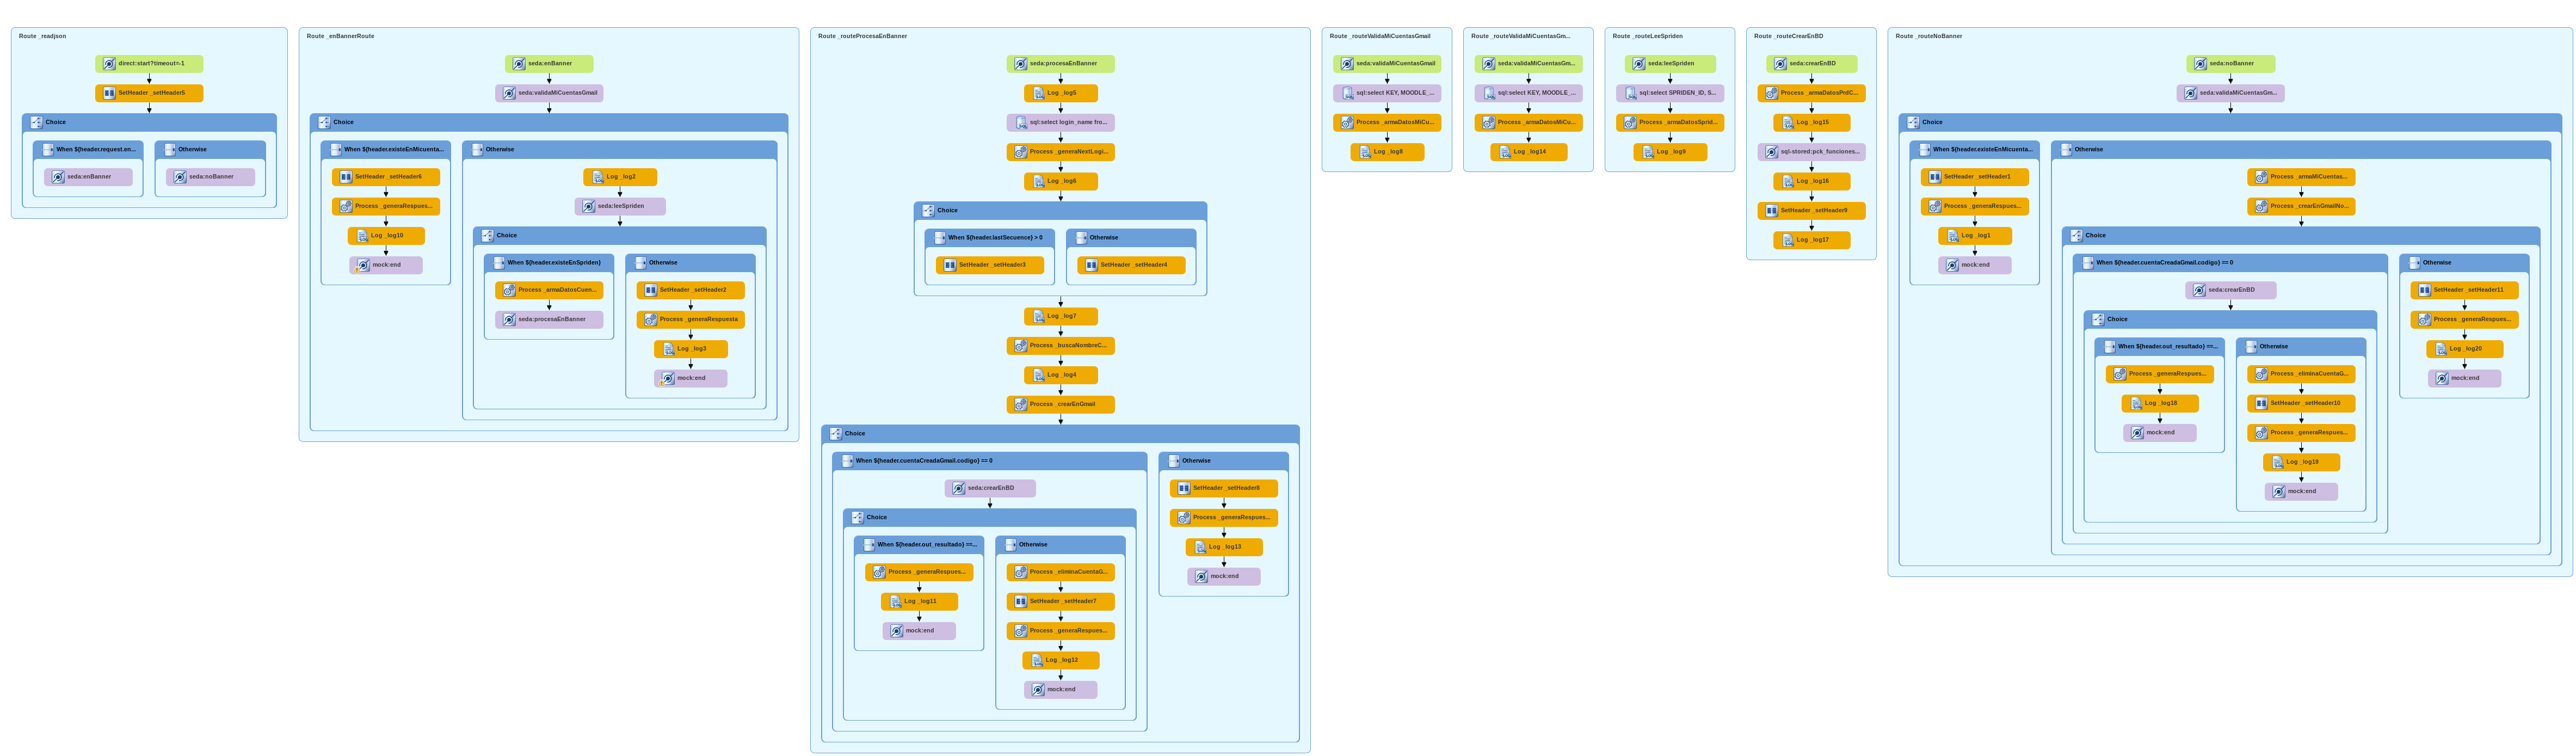 Route _readjson
direct:start?timeout=-1
SetHeader _setHeader5
Choice
When ${header.request.en...
Otherwise
seda:enBanner
seda:noBanner
Route _enBannerRoute
seda:enBanner
seda:validaMiCuentasGmail
Choice
When ${header.existeEnMicuenta...
Otherwise
SetHeader _setHeader6
Process _generaRespues...
Log _log10
mock:end
Log _log2
seda:leeSpriden
Choice
When ${header.existeEnSpriden}
Otherwise
Process _armaDatosCuen...
seda:procesaEnBanner
SetHeader _setHeader2
Process _generaRespuesta
Log _log3
mock:end
Route _routeProcesaEnBanner
seda:procesaEnBanner
Log _log5
sql:select login_name fro...
Process _generaNextLogi...
Log _log6
Choice
When ${header.lastSecuence} > 0
Otherwise
SetHeader _setHeader3
SetHeader _setHeader4
Log _log7
Process _buscaNombreC...
Log _log4
Process _crearEnGmail
Choice
When ${header.cuentaCreadaGmail.codigo} == 0
Otherwise
seda:crearEnBD
Choice
When ${header.out_resultado} ==...
Otherwise
Process _generaRespues...
Log _log11
mock:end
Process _eliminaCuentaG...
SetHeader _setHeader7
Process _generaRespues...
Log _log12
mock:end
SetHeader _setHeader8
Process _generaRespues...
Log _log13
mock:end
Route _routeValidaMiCuentasGmail
seda:validaMiCuentasGmail
sql:select KEY, MOODLE_...
Process _armaDatosMiCu...
Log _log8
Route _routeValidaMiCuentasGm...
seda:validaMiCuentasGm...
sql:select KEY, MOODLE_...
Process _armaDatosMiCu...
Log _log14
Route _routeLeeSpriden
seda:leeSpriden
sql:select SPRIDEN_ID, S...
Process _armaDatosSprid...
Log _log9
Route _routeCrearEnBD
seda:crearEnBD
Process _armaDatosPrdC...
Log _log15
sql-stored:pck_funciones...
Log _log16
SetHeader _setHeader9
Log _log17
Route _routeNoBanner
seda:noBanner
seda:validaMiCuentasGm...
Choice
When ${header.existeEnMicuenta...
Otherwise
SetHeader _setHeader1
Process _generaRespues...
Log _log1
mock:end
Process _armaMiCuentas...
Process _crearEnGmailNo...
Choice
When ${header.cuentaCreadaGmail.codigo} == 0
Otherwise
seda:crearEnBD
Choice
When ${header.out_resultado} ==...
Otherwise
Process _generaRespues...
Log _log18
mock:end
Process _eliminaCuentaG...
SetHeader _setHeader10
Process _generaRespues...
Log _log19
mock:end
SetHeader _setHeader11
Process _generaRespues...
Log _log20
mock:end